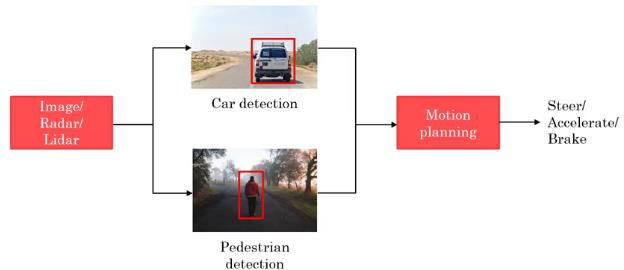 Image/
Radar/
Lidar
Car detection
Pedestrian
detection
Motion
planning
Steer/
Accelerate/
Brake